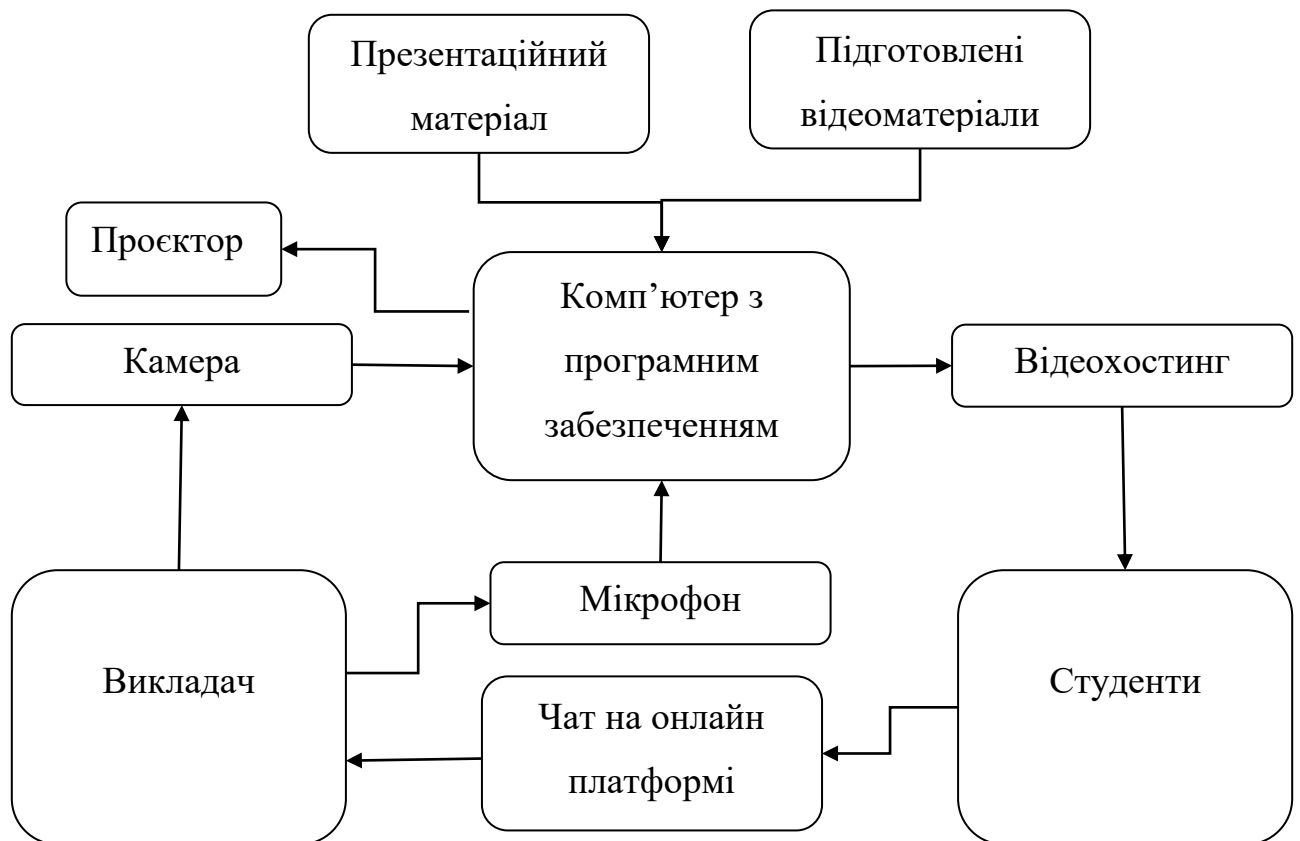 Презентаційний
матеріал
Підготовлені
відеоматеріали
Проєктор
Комп’ютер з
програмним
забезпеченням
Камера
Відеохостинг
Мікрофон
Викладач
Чат на онлайн
платформі
Студенти